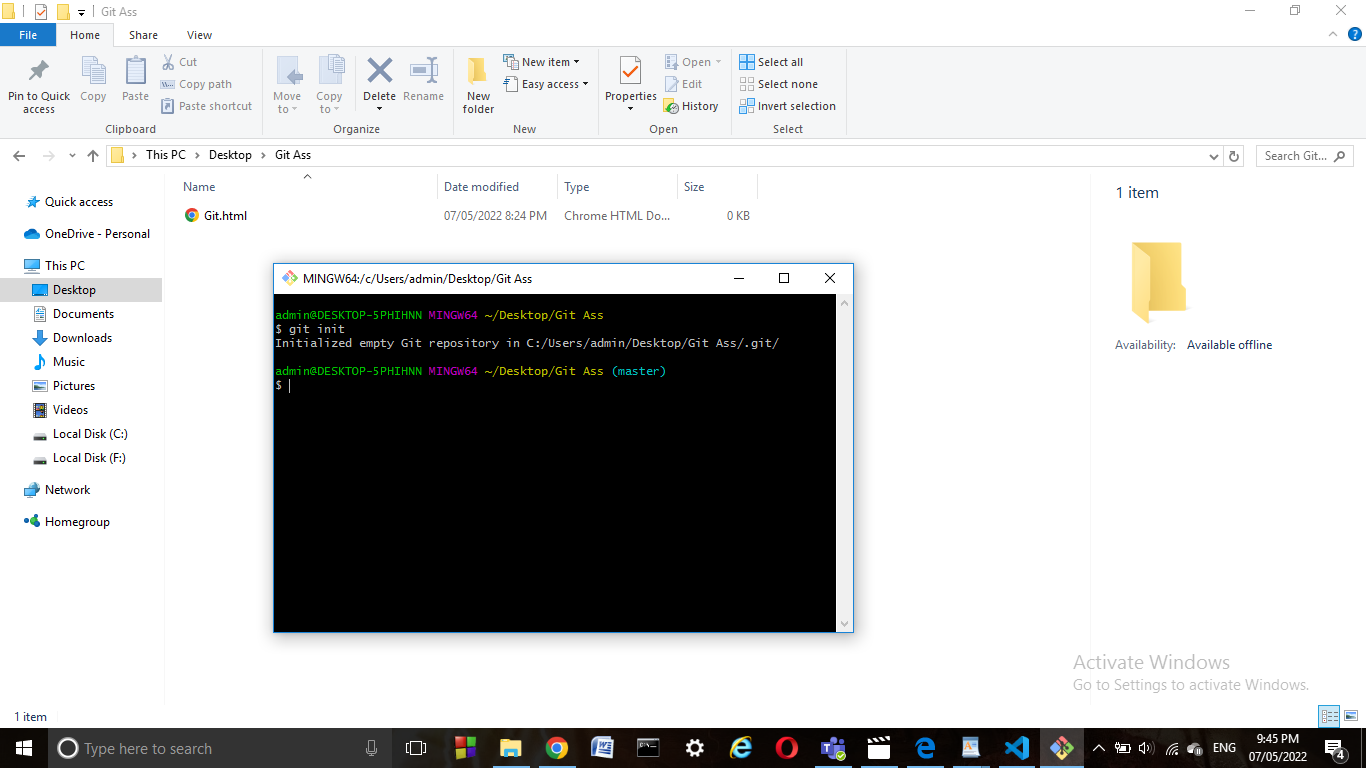 Git Ass
File Home Share View
Pin to Quick access
Copy
Paste
Cut
Copy path
Paste shortcut
Clipboard
Move to
Copy to
Delete
Rename
Organize
New folder
New item
Easy access
New
Properties
Open
Edit
History
Open
Select all
Select none
Invert selection
Select
This PC Desktop Git Ass
Search Git...
Name Date modified Type Size
Git.html 07/05/2022 8:24 PM Chrome HTML Do... 0 KB
Quick access
OneDrive - Personal
This PC
Desktop
Documents
Downloads
Music
Pictures
Videos
Local Disk (C:)
Local Disk (F:)
Network
Homegroup
1 item
Availability: Available offline
MINGW64:/c/Users/admin/Desktop/Git Ass
admin@DESKTOP-5PHIHNN MINGW64 ~/Desktop/Git Ass
$ git init
Initialized empty Git repository in C:/Users/admin/Desktop/Git Ass/.git/
admin@DESKTOP-5PHIHNN MINGW64 ~/Desktop/Git Ass (master)
$
Activate Windows
Go to Settings to activate Windows.
1 item
Type here to search
ENG
9:45 PM
07/05/2022
4